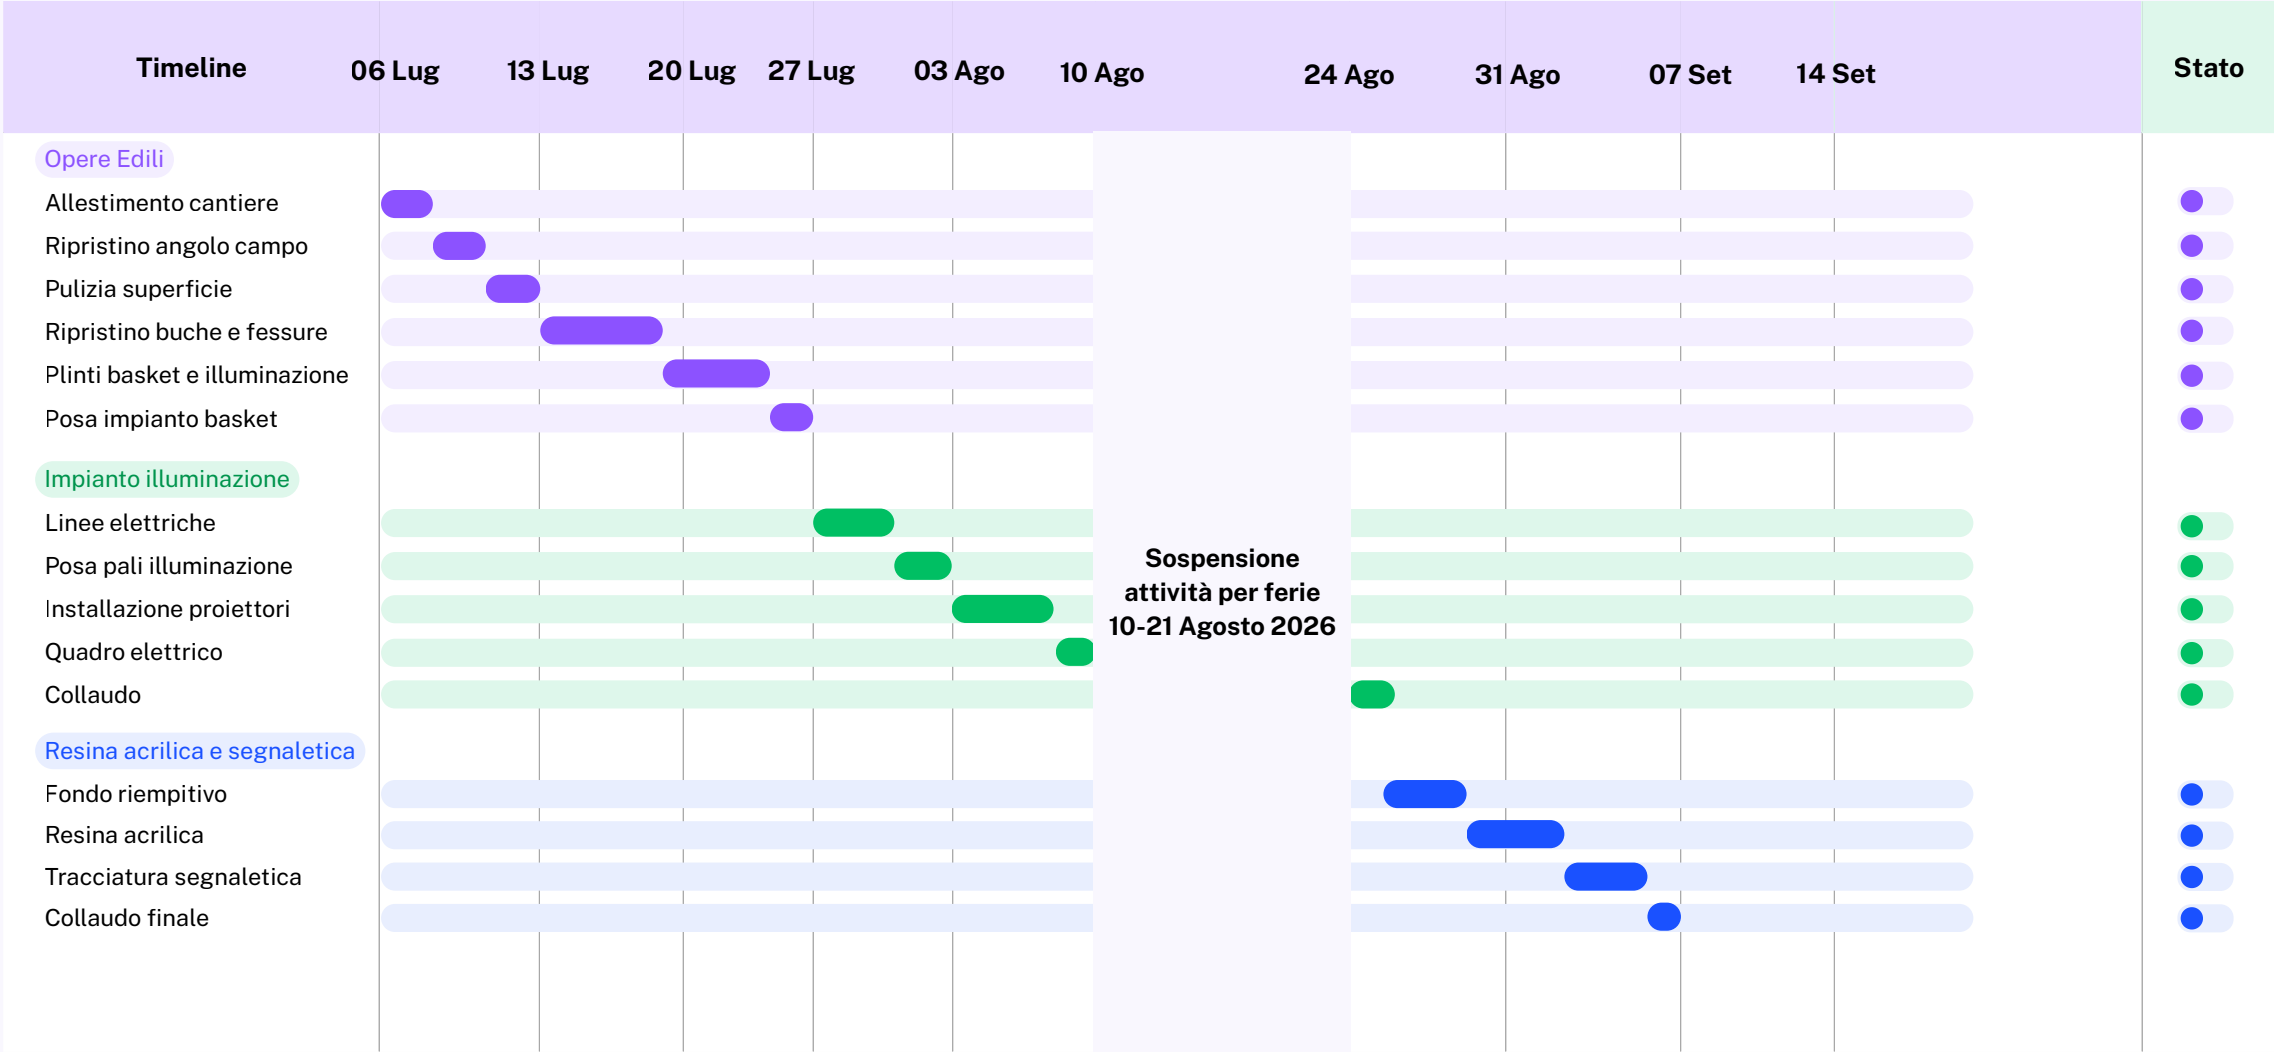 Timeline 06 Lug 13 Lug 20 Lug 27 Lug 03 Ago 10 Ago 24 Ago 31 Ago 07 Set 14 Set Stato
Opere Edili
Allestimento cantiere
Ripristino angolo campo
Pulizia superficie
Ripristino buche e fessure
Plinti basket e illuminazione
Posa impianto basket
Impianto illuminazione
Linee elettriche
Posa pali illuminazione
Installazione proiettori
Quadro elettrico
Collaudo
Sospensione
attività per ferie
10-21 Agosto 2026
Resina acrilica e segnaletica
Fondo riempitivo
Resina acrilica
Tracciatura segnaletica
Collaudo finale